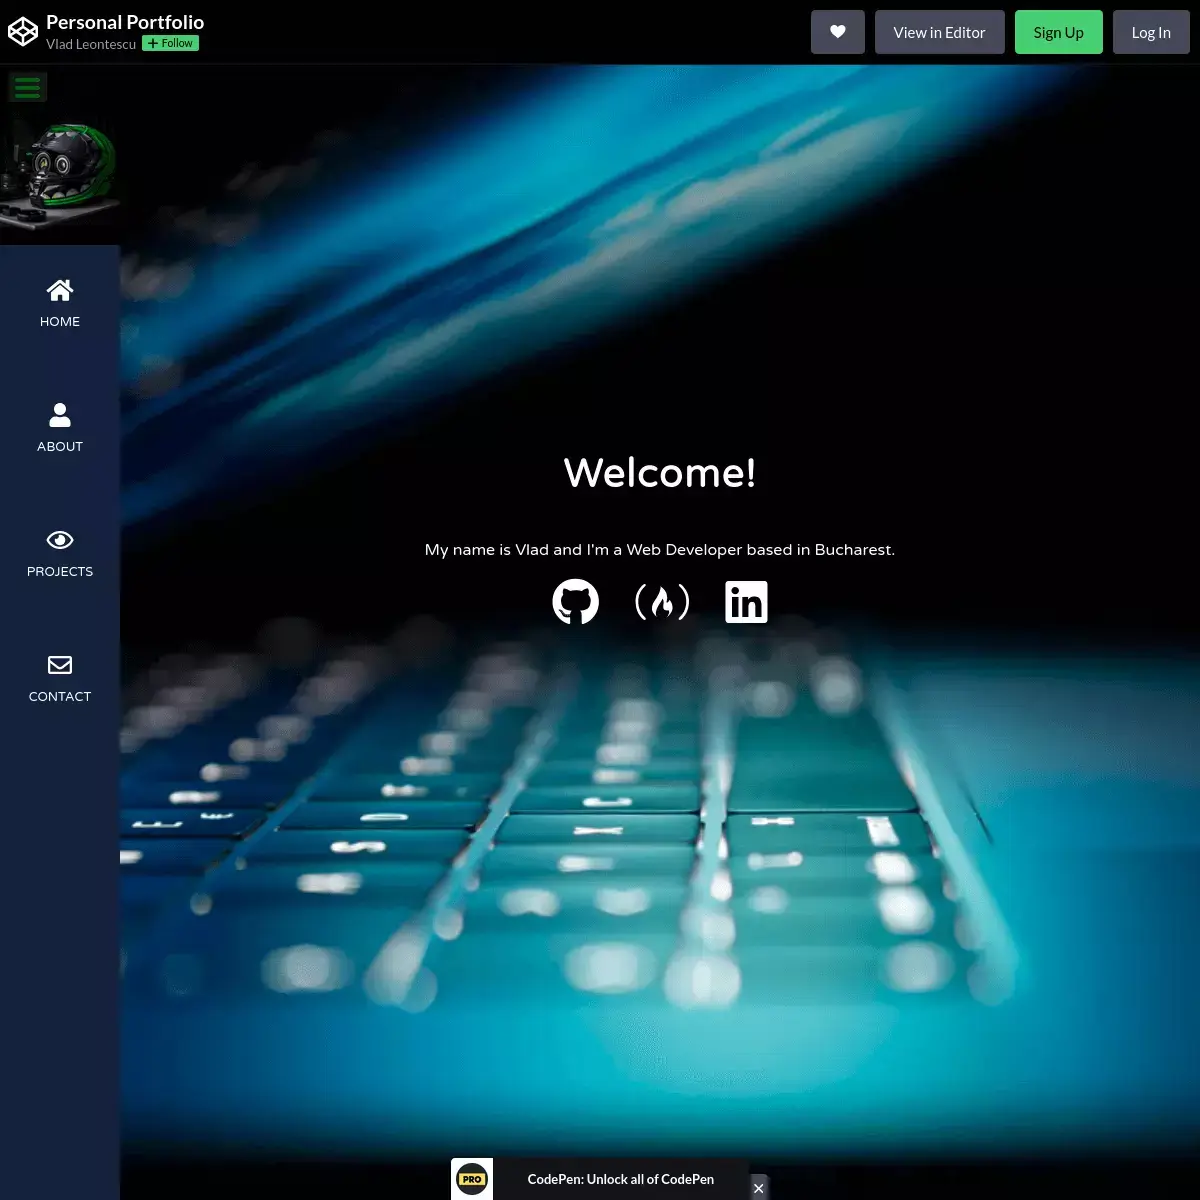 Personal Portfolio
Vlad Leontescu + Follow
View in Editor
Sign Up
Log In
HOME
ABOUT
PROJECTS
CONTACT
Welcome!
My name is Vlad and I'm a Web Developer based in Bucharest.
in
E
D
C
S
X
PRO CodePen: Unlock all of CodePen